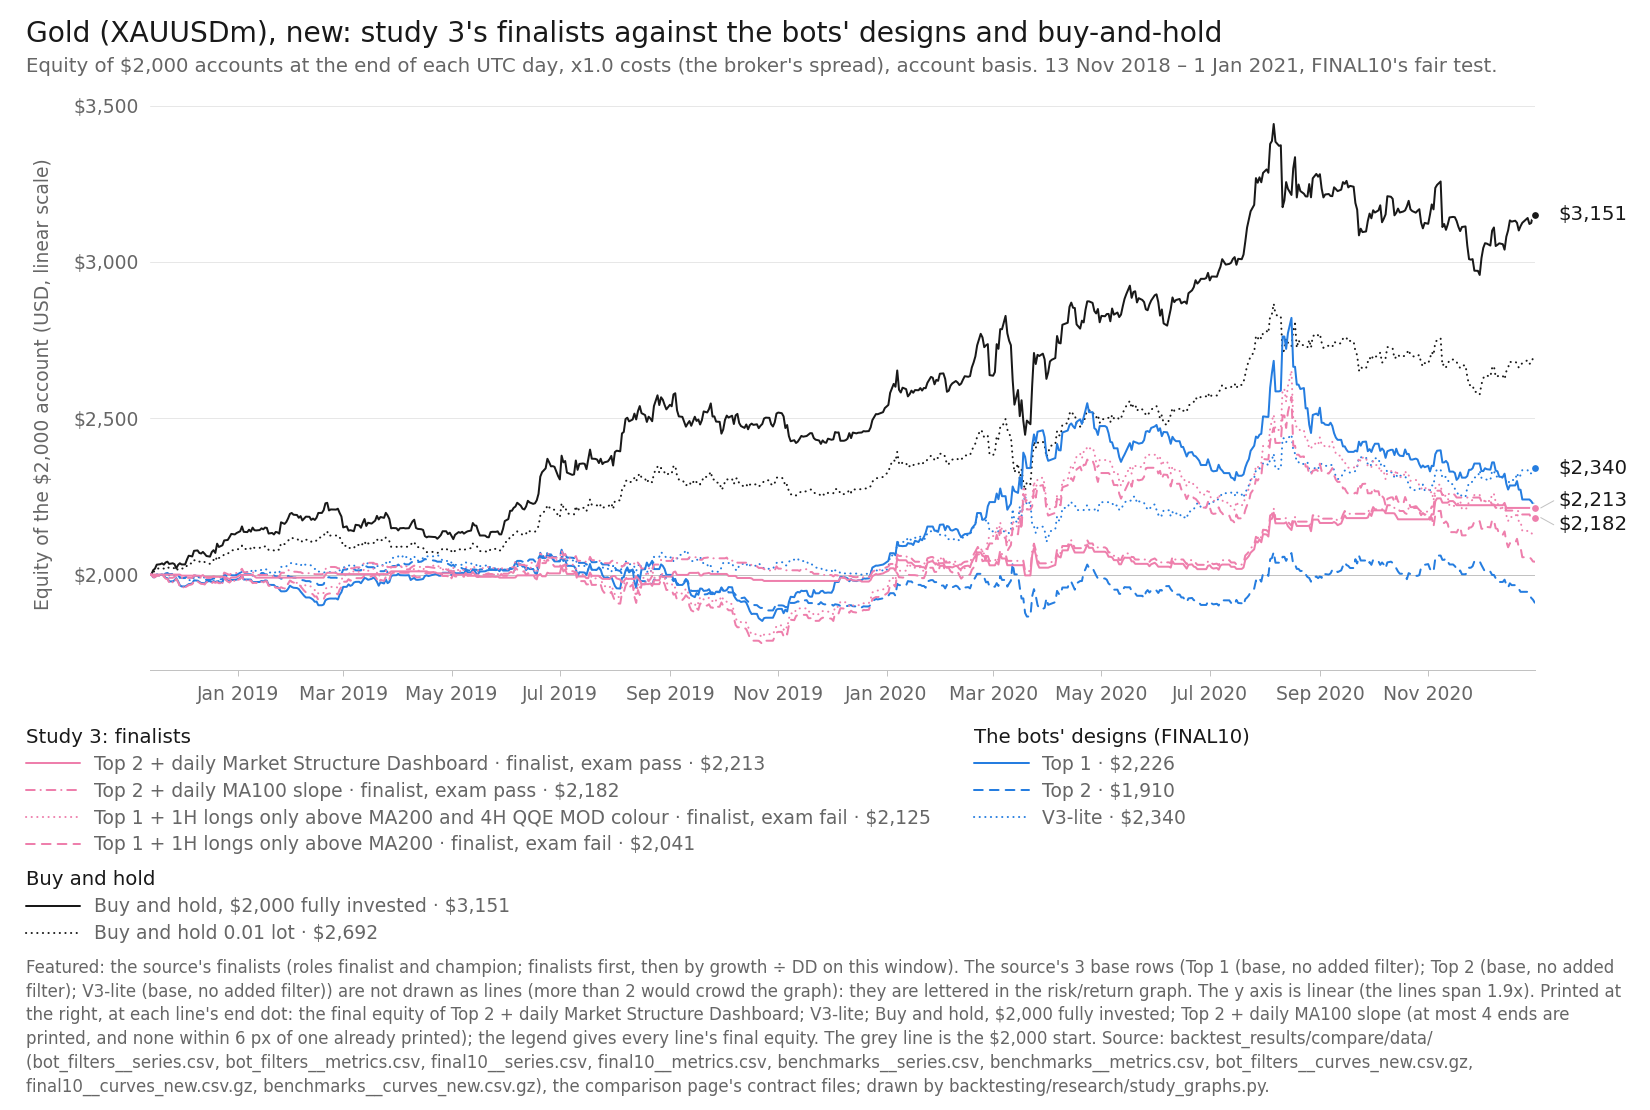 Gold (XAUUSDm), new: study 3's finalists against the bots' designs and buy-and-hold
Equity of $2,000 accounts at the end of each UTC day, x1.0 costs (the broker's spread), account basis. 13 Nov 2018 – 1 Jan 2021, FINAL10's fair test.
Equity of the $2,000 account (USD, linear scale)
$3,500
$3,000
$2,500
$2,000
$3,151
$2,340
$2,213
$2,182
Jan 2019 Mar 2019 May 2019 Jul 2019 Sep 2019 Nov 2019 Jan 2020 Mar 2020 May 2020 Jul 2020 Sep 2020 Nov 2020
Study 3: finalists
Top 2 + daily Market Structure Dashboard · finalist, exam pass · $2,213
Top 2 + daily MA100 slope · finalist, exam pass · $2,182
Top 1 + 1H longs only above MA200 and 4H QQE MOD colour · finalist, exam fail · $2,125
Top 1 + 1H longs only above MA200 · finalist, exam fail · $2,041
The bots' designs (FINAL10)
Top 1 · $2,226
Top 2 · $1,910
V3-lite · $2,340
Buy and hold
Buy and hold, $2,000 fully invested · $3,151
Buy and hold 0.01 lot · $2,692
Featured: the source's finalists (roles finalist and champion; finalists first, then by growth ÷ DD on this window). The source's 3 base rows (Top 1 (base, no added filter); Top 2 (base, no added
filter); V3-lite (base, no added filter)) are not drawn as lines (more than 2 would crowd the graph): they are lettered in the risk/return graph. The y axis is linear (the lines span 1.9x). Printed at
the right, at each line's end dot: the final equity of Top 2 + daily Market Structure Dashboard; V3-lite; Buy and hold, $2,000 fully invested; Top 2 + daily MA100 slope (at most 4 ends are
printed, and none within 6 px of one already printed); the legend gives every line's final equity. The grey line is the $2,000 start. Source: backtest_results/compare/data/
(bot_filters__series.csv, bot_filters__metrics.csv, final10__series.csv, final10__metrics.csv, benchmarks__series.csv, benchmarks__metrics.csv, bot_filters__curves_new.csv.gz,
final10__curves_new.csv.gz, benchmarks__curves_new.csv.gz), the comparison page's contract files; drawn by backtesting/research/study_graphs.py.